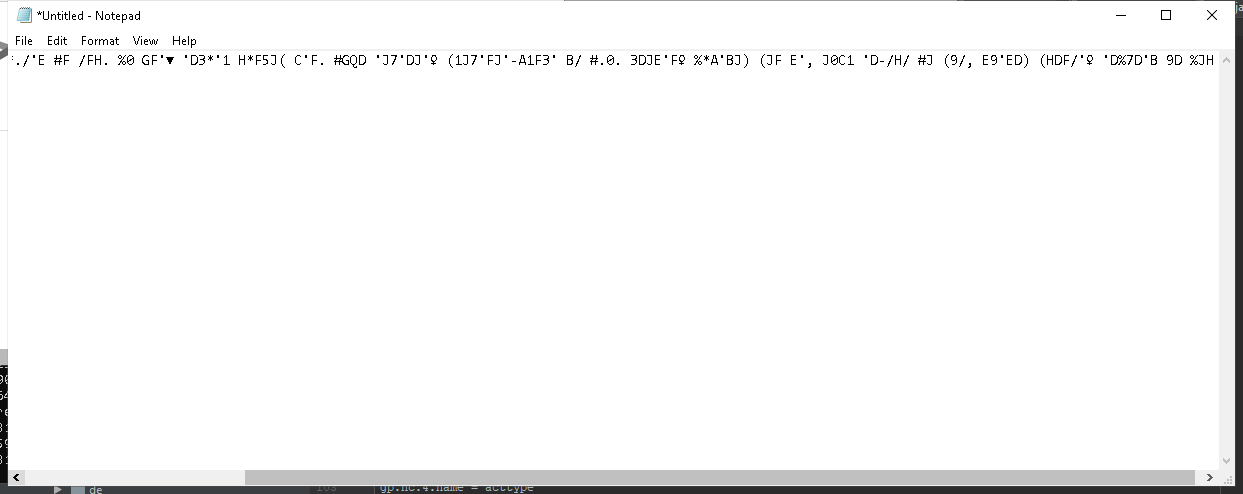 *Untitled - Notepad
File Edit Format View Help
'./'E #F /FH. %0 GF'▼ 'D3*'1 H*F5J( C'F. #GQD 'J7'DJ'♀ (1J7'FJ'-A1F3' B/ #.0. 3DJE'F♀ %*A'BJ) (JF E', J0C1 'D-/H/ #J (9/, E9'ED) (HDF/'♀ 'D%7D'B 9D %JH
de
gp.nc.4.name = acctype